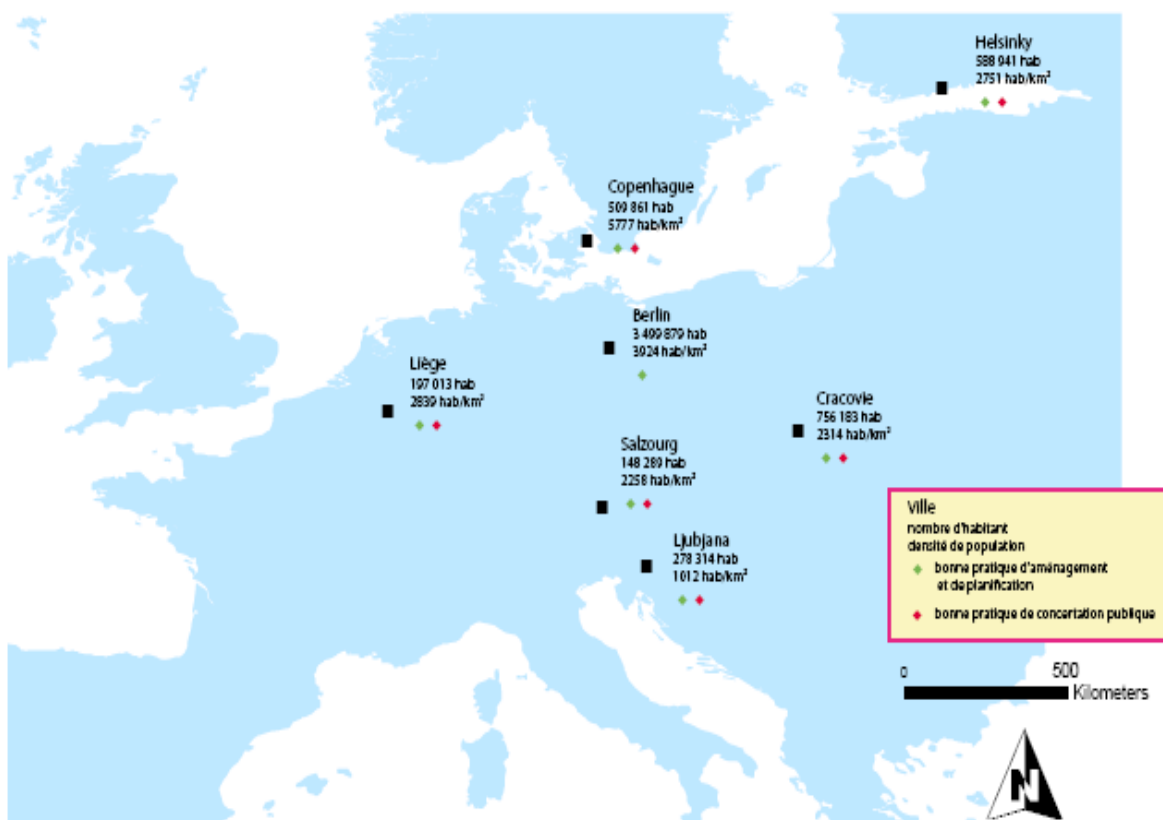 Helsinky
588 941 hab
2751 hab/km²
Copenhague
509 861 hab
5777 hab/km²
Berlin
3 499 879 hab
3924 hab/km²
Liège
197 013 hab
2839 hab/km²
Cracovie
756 183 hab
2314 hab/km²
Salzourg
148 289 hab
2258 hab/km²
Ljubjana
278 314 hab
1012 hab/km²
Ville
nombre d'habitant
densité de population
bonne pratique d'aménagement
et de planification
bonne pratique de concertation publique
0 500
Kilometers
N